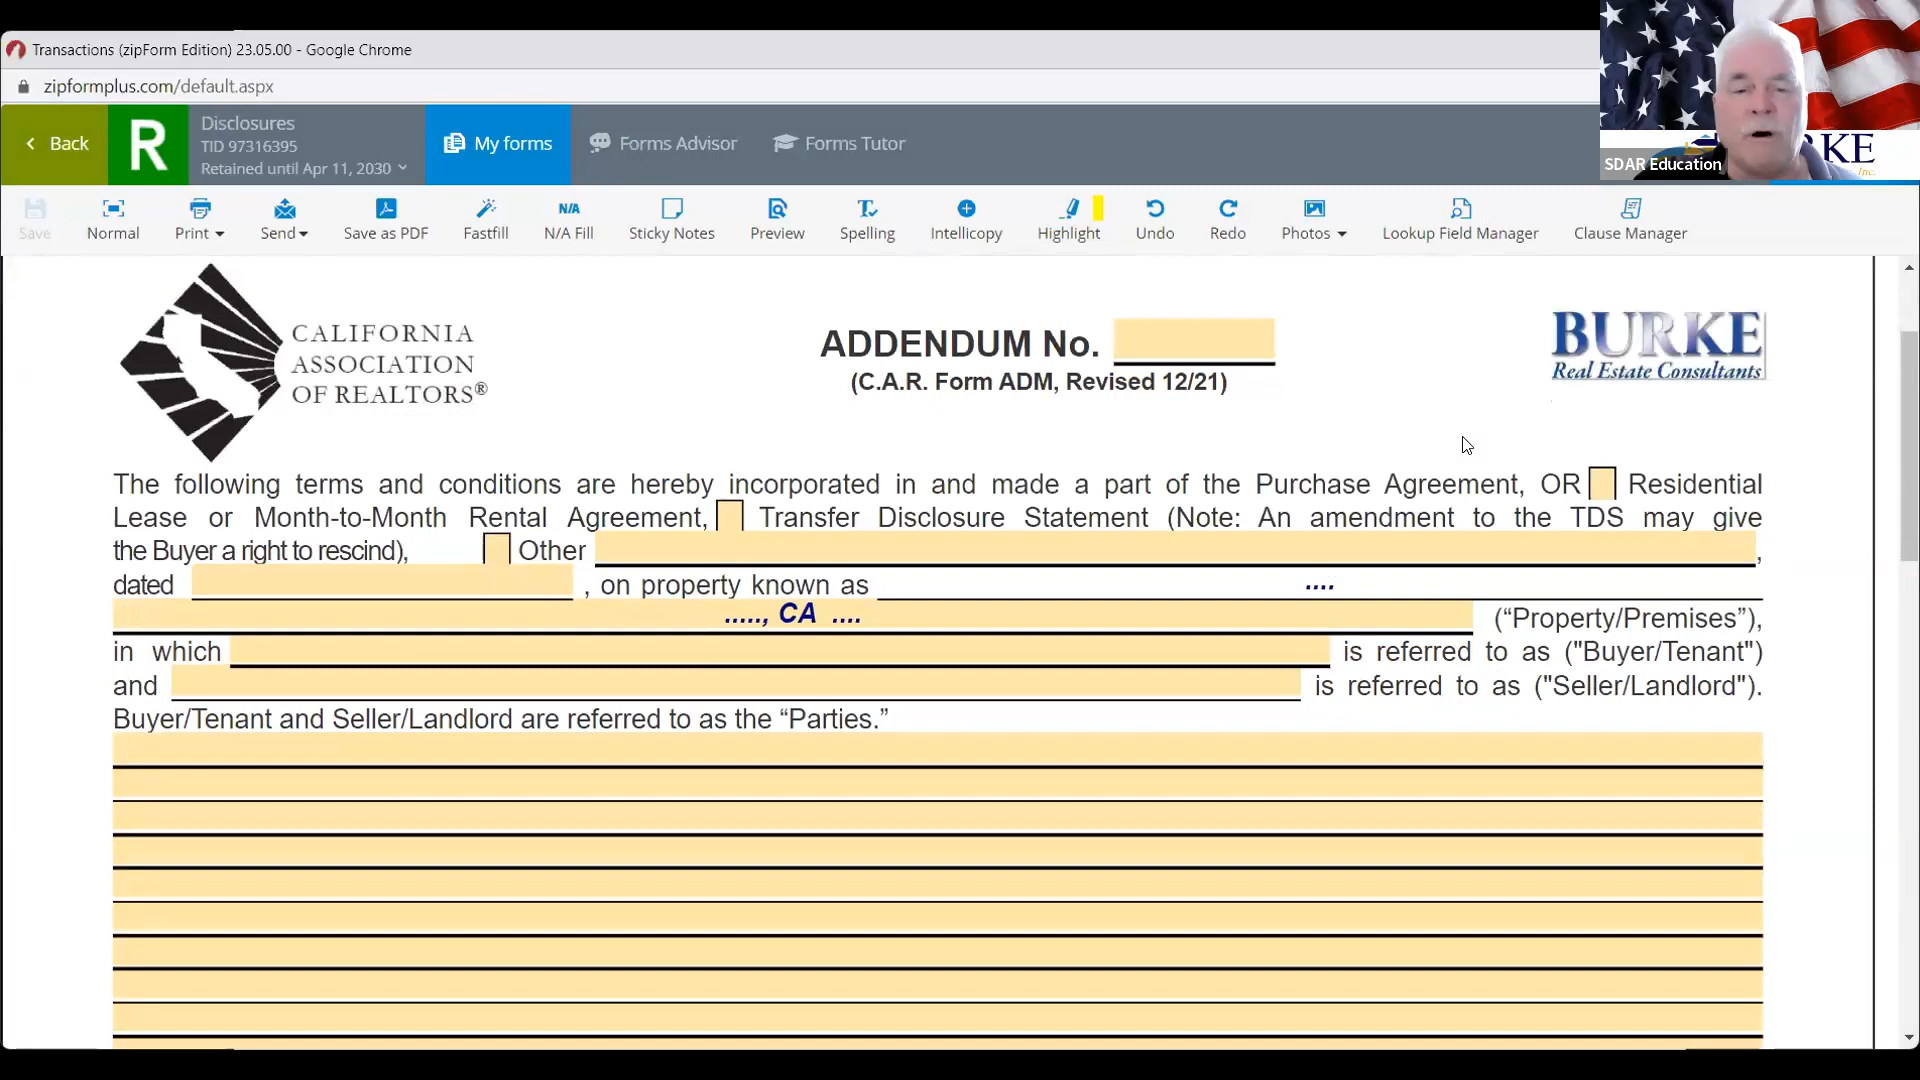 Transactions (zipForm Edition) 23.05.00 - Google Chrome
zipformplus.com/default.aspx
Back
R
Disclosures
TID 97316395
Retained until Apr 11, 2030
My forms
Forms Advisor
Forms Tutor
SDAR Education
RKE
Inc.
Save
Normal
Print
Send
Save as PDF
Fastfill
N/A
N/A Fill
Sticky Notes
Preview
Spelling
Intellicopy
Highlight
Undo
Redo
Photos
Lookup Field Manager
Clause Manager
CALIFORNIA
ASSOCIATION
OF REALTORS®
ADDENDUM No.
(C.A.R. Form ADM, Revised 12/21)
BURKE
Real Estate Consultants
The following terms and conditions are hereby incorporated in and made a part of the Purchase Agreement, OR Residential
Lease or Month-to-Month Rental Agreement, Transfer Disclosure Statement (Note: An amendment to the TDS may give
the Buyer a right to rescind), Other ,
dated , on property known as ....
....., CA .... (“Property/Premises”),
in which is referred to as ("Buyer/Tenant")
and is referred to as ("Seller/Landlord").
Buyer/Tenant and Seller/Landlord are referred to as the “Parties.”